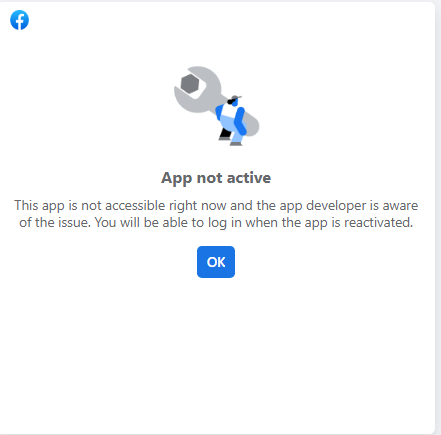 App not active
This app is not accessible right now and the app developer is aware
of the issue. You will be able to log in when the app is reactivated.
OK